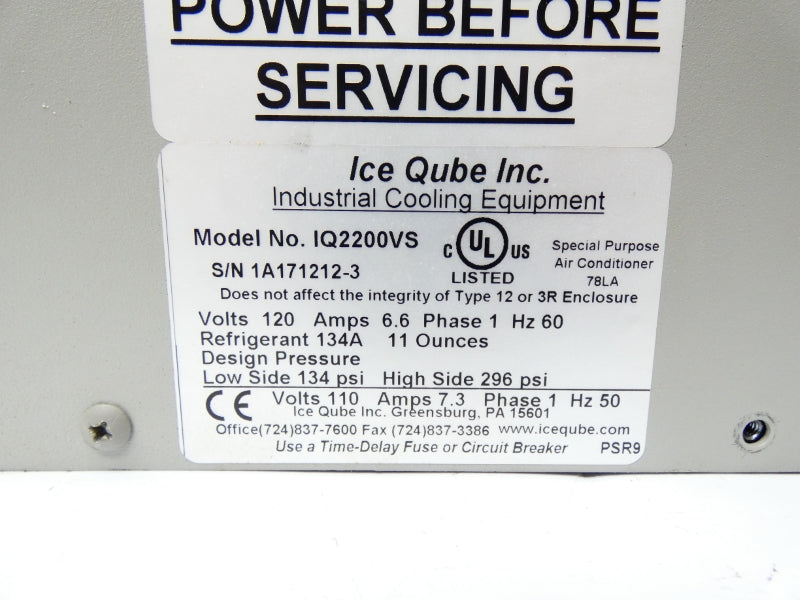 POWER BEFORE
SERVICING
Ice Qube Inc.
Industrial Cooling Equipment
Model No. IQ2200VS
S/N 1A171212-3
C UL US
LISTED
Special Purpose
Air Conditioner
78LA
Does not affect the integrity of Type 12 or 3R Enclosure
Volts 120 Amps 6.6 Phase 1 Hz 60
Refrigerant 134A 11 Ounces
Design Pressure
Low Side 134 psi High Side 296 psi
CE Volts 110 Amps 7.3 Phase 1 Hz 50
Ice Qube Inc. Greensburg, PA 15601
Office(724)837-7600 Fax (724)837-3386 www.iceqube.com
Use a Time-Delay Fuse or Circuit Breaker PSR9